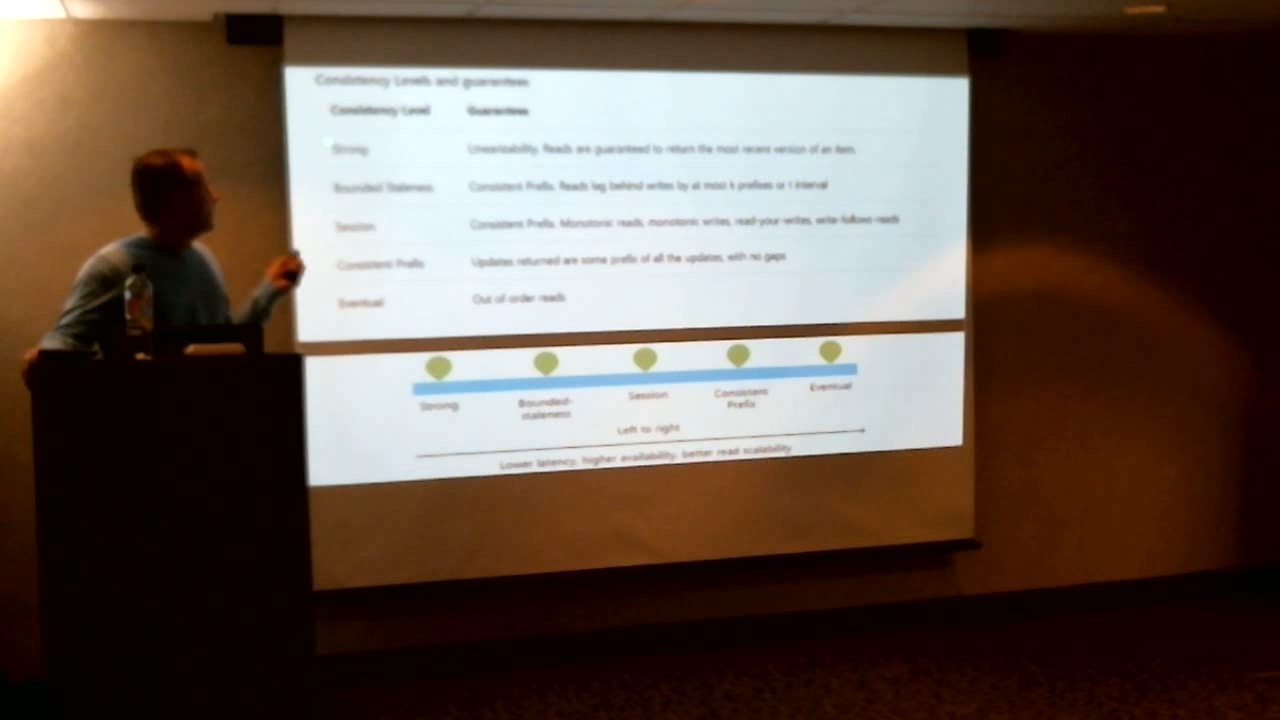 Consistency Levels and guarantees
Consistency Level Guarantees
Strong Linearizability. Reads are guaranteed to return the most recent version of an item.
Bounded Staleness Consistent Prefix. Reads lag behind writes by at most k prefixes or t interval
Session Consistent Prefix. Monotonic reads, monotonic writes, read-your-writes, write-follows-reads
Consistent Prefix Updates returned are some prefix of all the updates, with no gaps
Eventual Out of order reads
Strong
Bounded-
staleness
Session
Consistent
Prefix
Eventual
Left to right
Lower latency, higher availability, better read scalability